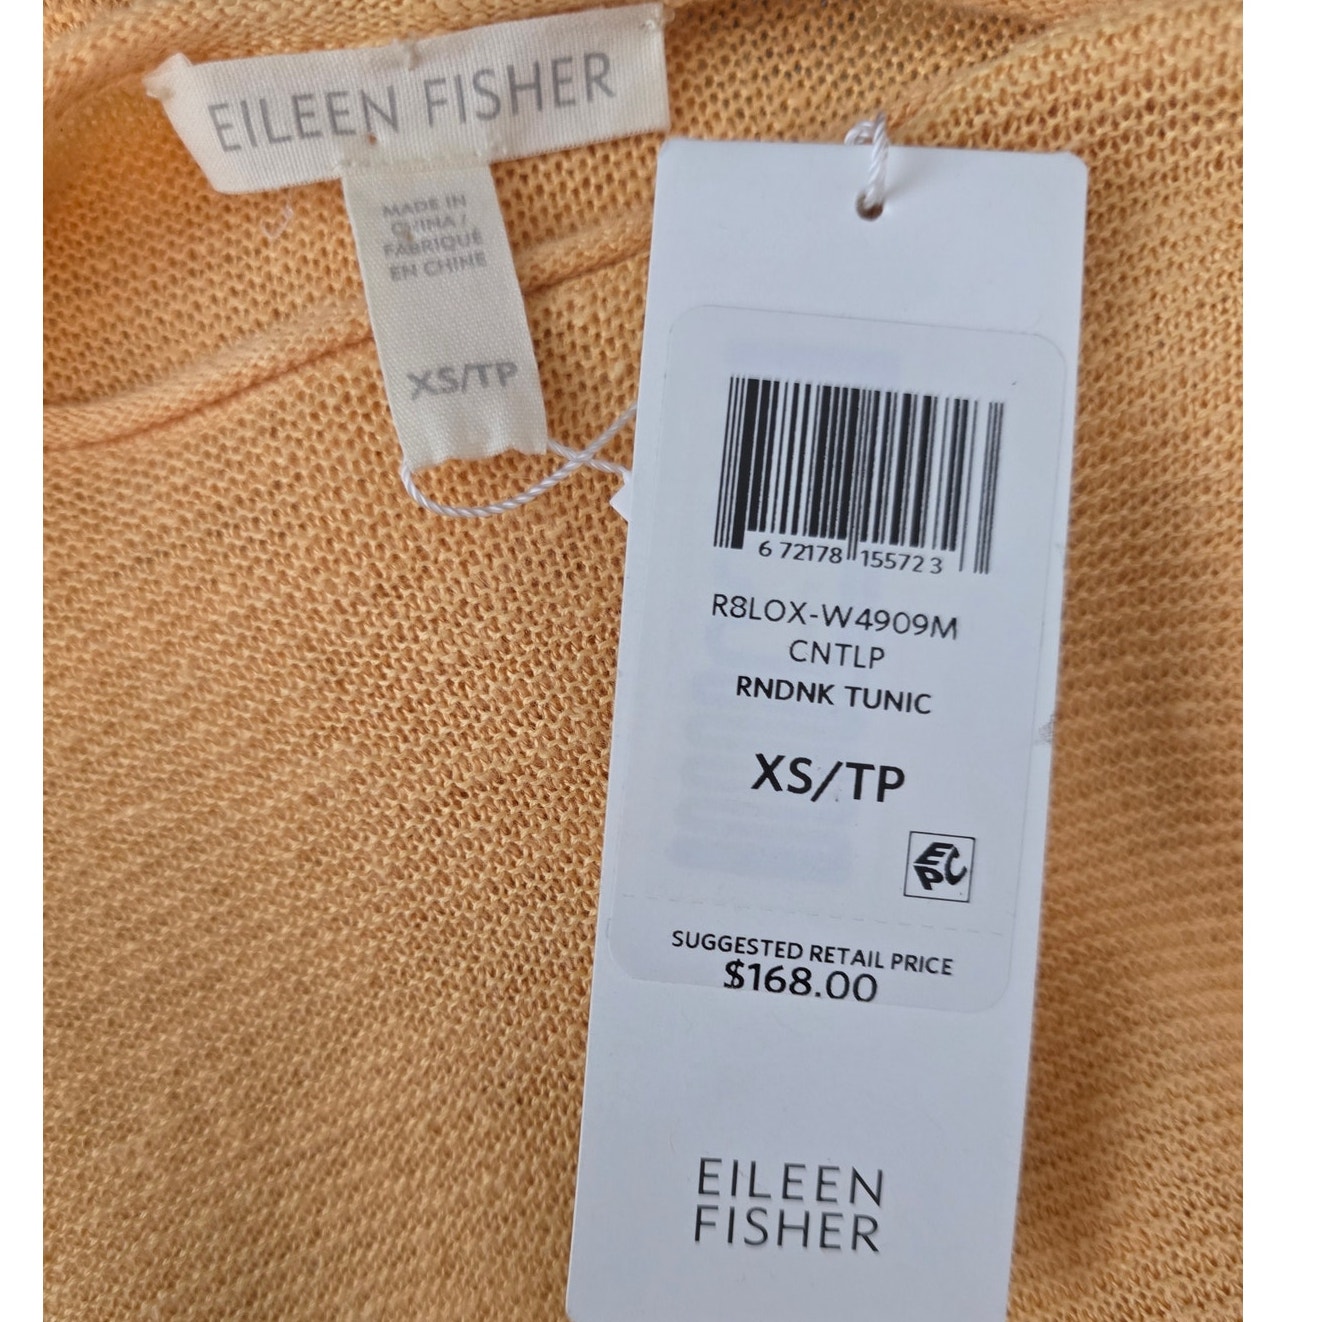 EILEEN FISHER
MADE IN
CHINA /
FABRIQUÉ
EN CHINE
XS/TP
6 72178 15572 3
R8LOX-W4909M
CNTLP
RNDNK TUNIC
XS/TP
EPC
SUGGESTED RETAIL PRICE
$168.00
EILEEN
FISHER